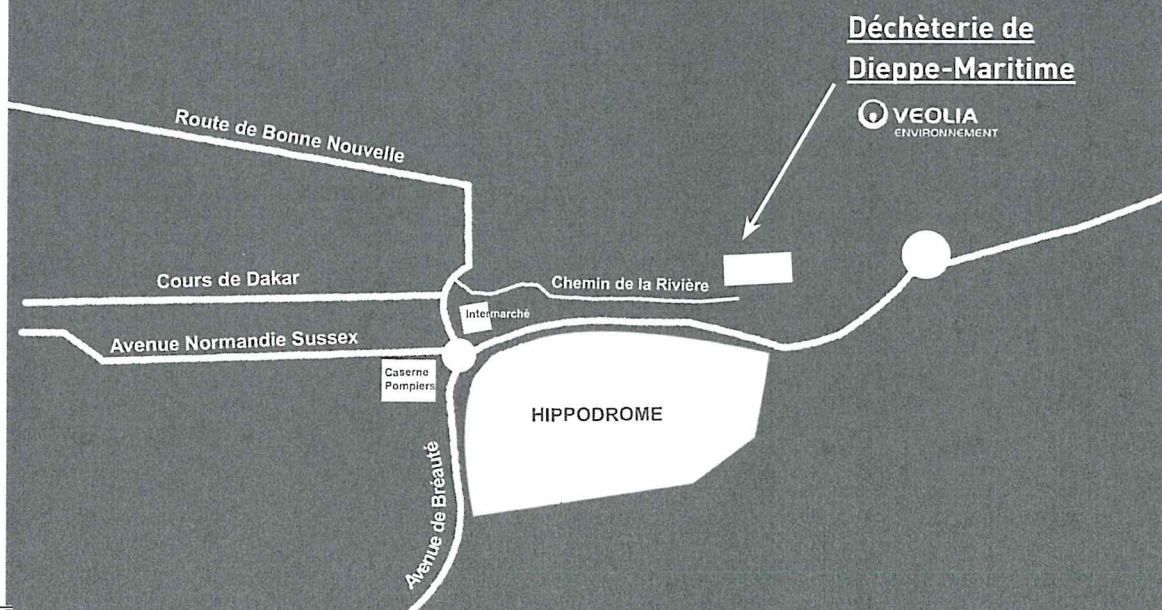 Déchèterie de
Dieppe-Maritime
VEOLIA
ENVIRONNEMENT
Route de Bonne Nouvelle
Cours de Dakar
Chemin de la Rivière
Intermarché
Avenue Normandie Sussex
Caserne
Pompiers
HIPPODROME
Avenue de Bréauté